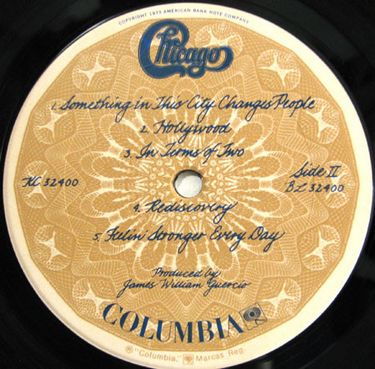 COPYRIGHT 1973 AMERICAN BANK NOTE COMPANY
Chicago
1. Something in This City Changes People
2. Hollywood
3. In Terms of Two
KC 32400
Side II
BL 32400
4. Rediscovery
5. Feelin' Stronger Every Day
Produced by
James William Guercio
COLUMBIA
® "Columbia," Marcas Reg.